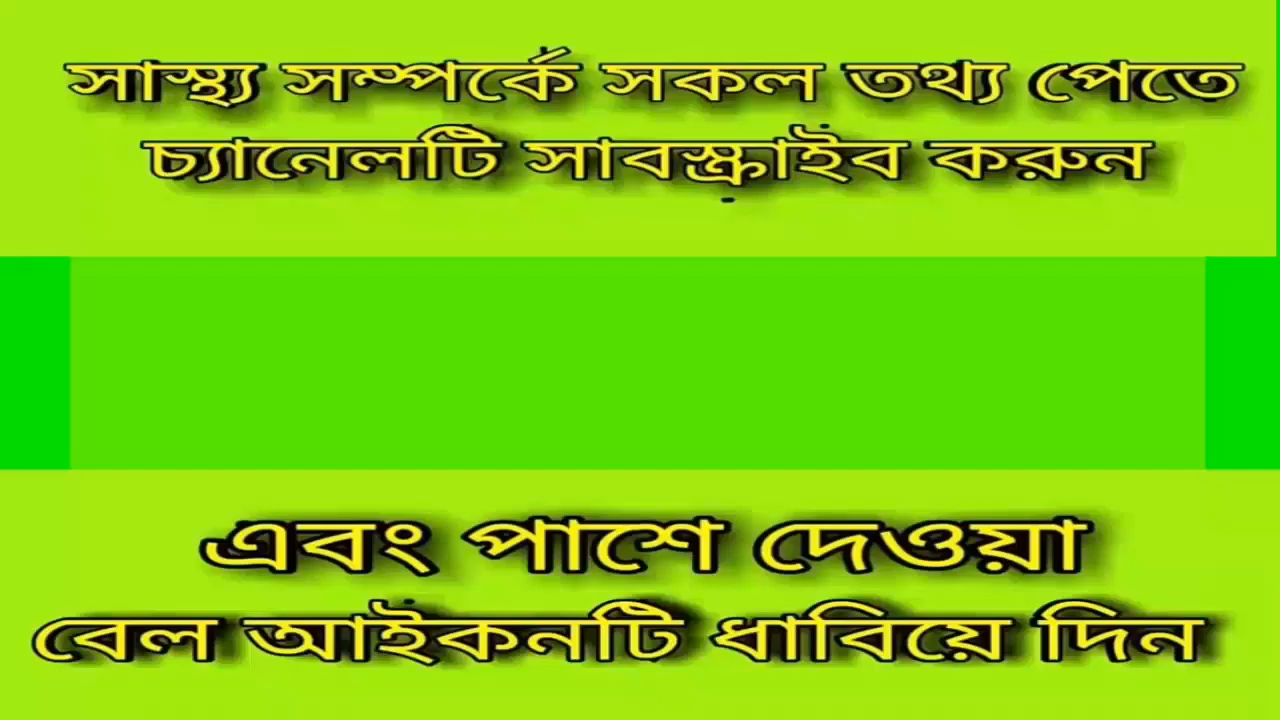 সাস্থ্য সম্পর্কে সকল তথ্য পেতে
চ্যানেলটি সাবস্ক্রাইব করুন
এবং পাশে দেওয়া
বেল আইকনটি ধাবিয়ে দিন